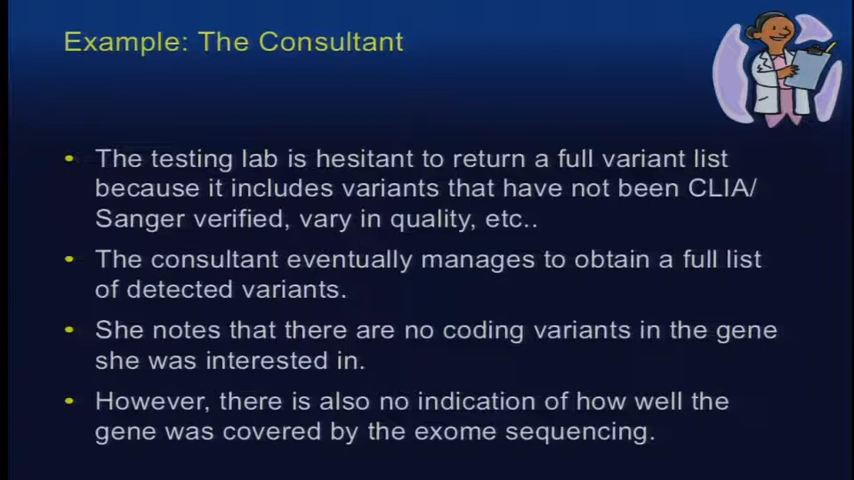 Example: The Consultant
• The testing lab is hesitant to return a full variant list
because it includes variants that have not been CLIA/
Sanger verified, vary in quality, etc..
• The consultant eventually manages to obtain a full list
of detected variants.
• She notes that there are no coding variants in the gene
she was interested in.
• However, there is also no indication of how well the
gene was covered by the exome sequencing.